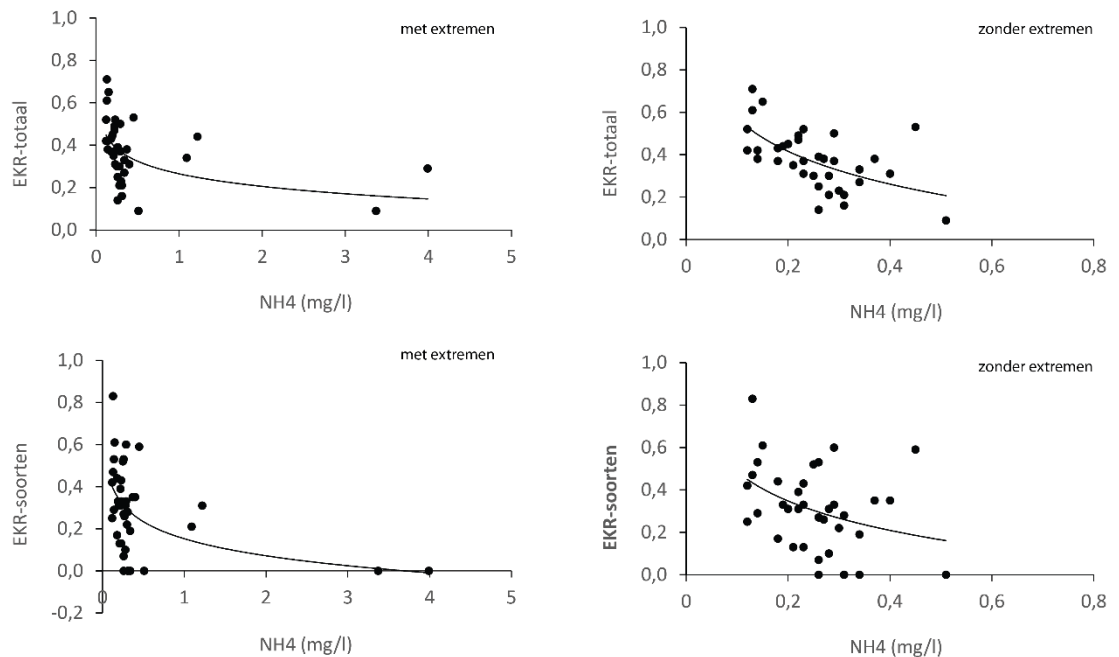 met extremen
1,0
0,8
0,6
0,4
0,2
0,0
EKR-totaal
0 1 2 3 4 5
NH4 (mg/l)
zonder extremen
1,0
0,8
0,6
0,4
0,2
0,0
EKR-totaal
0 0,2 0,4 0,6 0,8
NH4 (mg/l)
met extremen
1,0
0,8
0,6
0,4
0,2
0,0
-0,2
EKR-soorten
0 1 2 3 4 5
NH4 (mg/l)
zonder extremen
1,0
0,8
0,6
0,4
0,2
0,0
EKR-soorten
0 0,2 0,4 0,6 0,8
NH4 (mg/l)